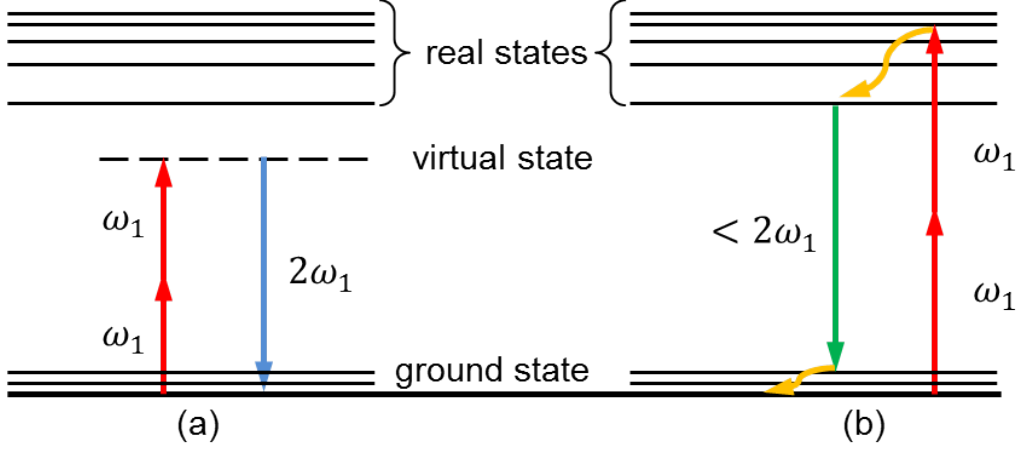 real states
virtual state
ω₁
ω₁
2ω₁
< 2ω₁
ω₁
ω₁
ground state
(a)
(b)